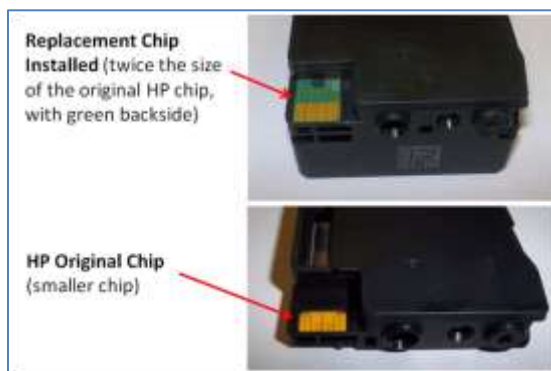 Replacement Chip
Installed (twice the size
of the original HP chip,
with green backside)
HP Original Chip
(smaller chip)